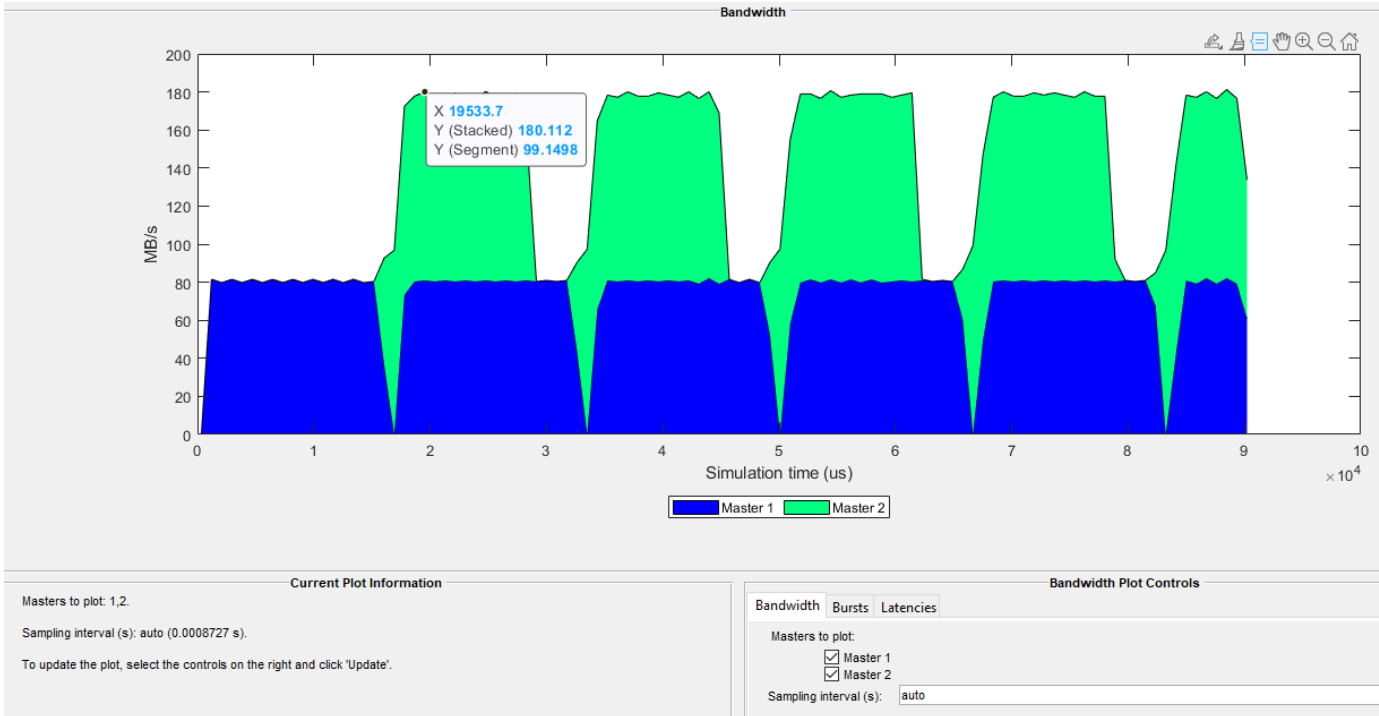 Bandwidth
200
180
160
140
120
100
80
60
40
20
0
MB/s
X 19533.7
Y (Stacked) 180.112
Y (Segment) 99.1498
0 1 2 3 4 5 6 7 8 9 10
Simulation time (us)
×10⁴
Master 1 Master 2
Current Plot Information
Masters to plot: 1,2.
Sampling interval (s): auto (0.0008727 s).
To update the plot, select the controls on the right and click 'Update'.
Bandwidth Plot Controls
Bandwidth Bursts Latencies
Masters to plot:
Master 1
Master 2
Sampling interval (s): auto